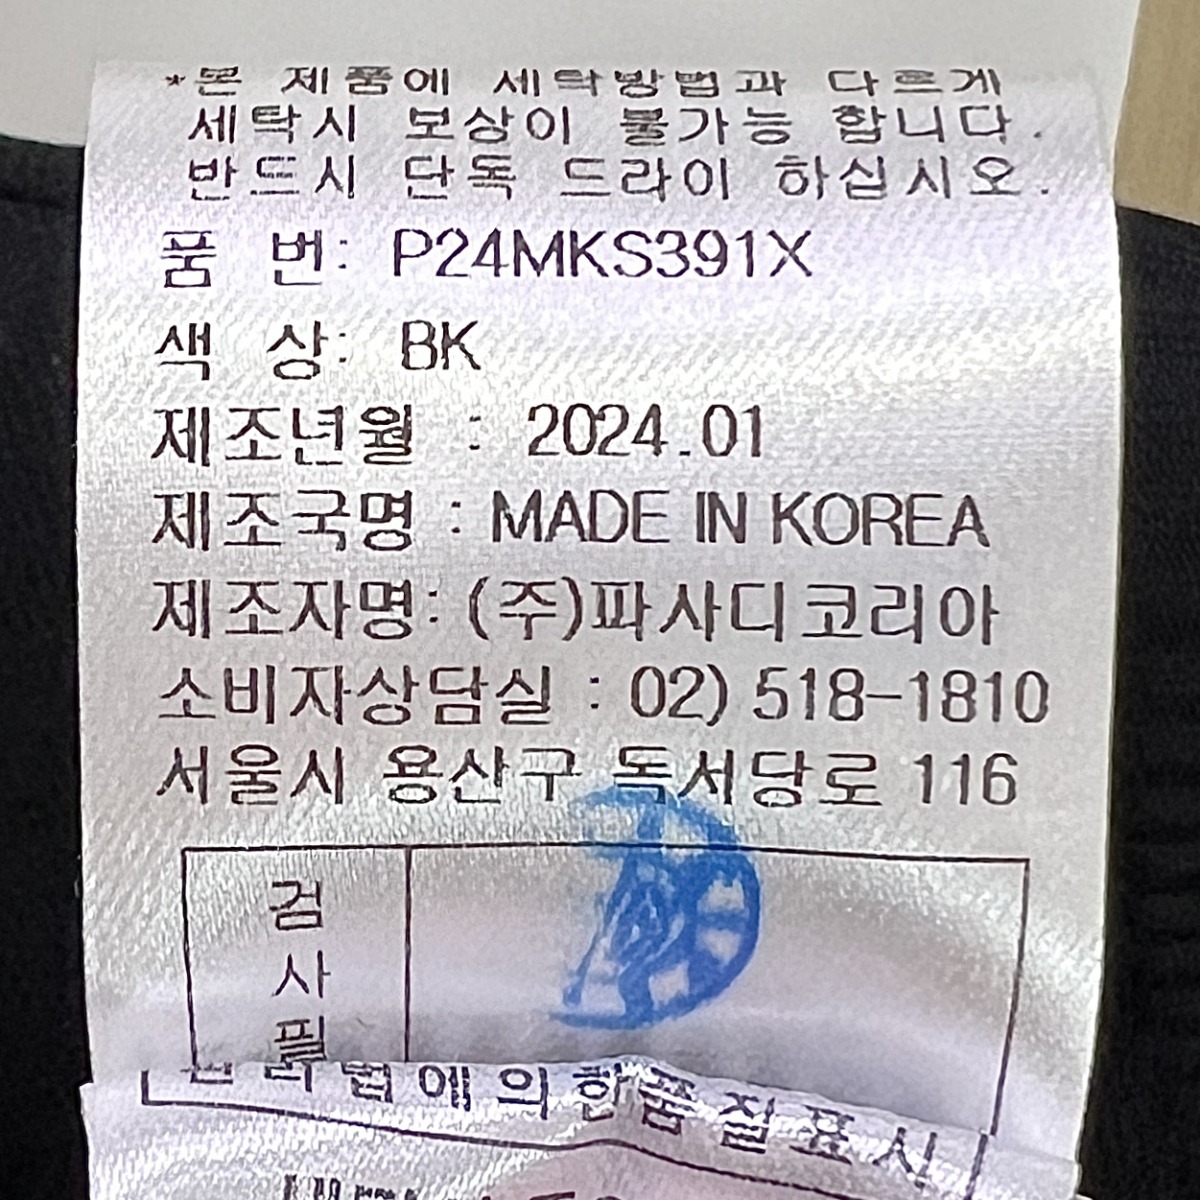 *본 제품에 세탁방법과 다르게
세탁시 보상이 불가능 합니다.
반드시 단독 드라이 하십시오.
품 번: P24MKS391X
색 상: BK
제조년월 : 2024.01
제조국명 : MADE IN KOREA
제조자명: (주)파사디코리아
소비자상담실 : 02) 518-1810
서울시 용산구 독서당로 116
검
사
필
법에의한품질표시